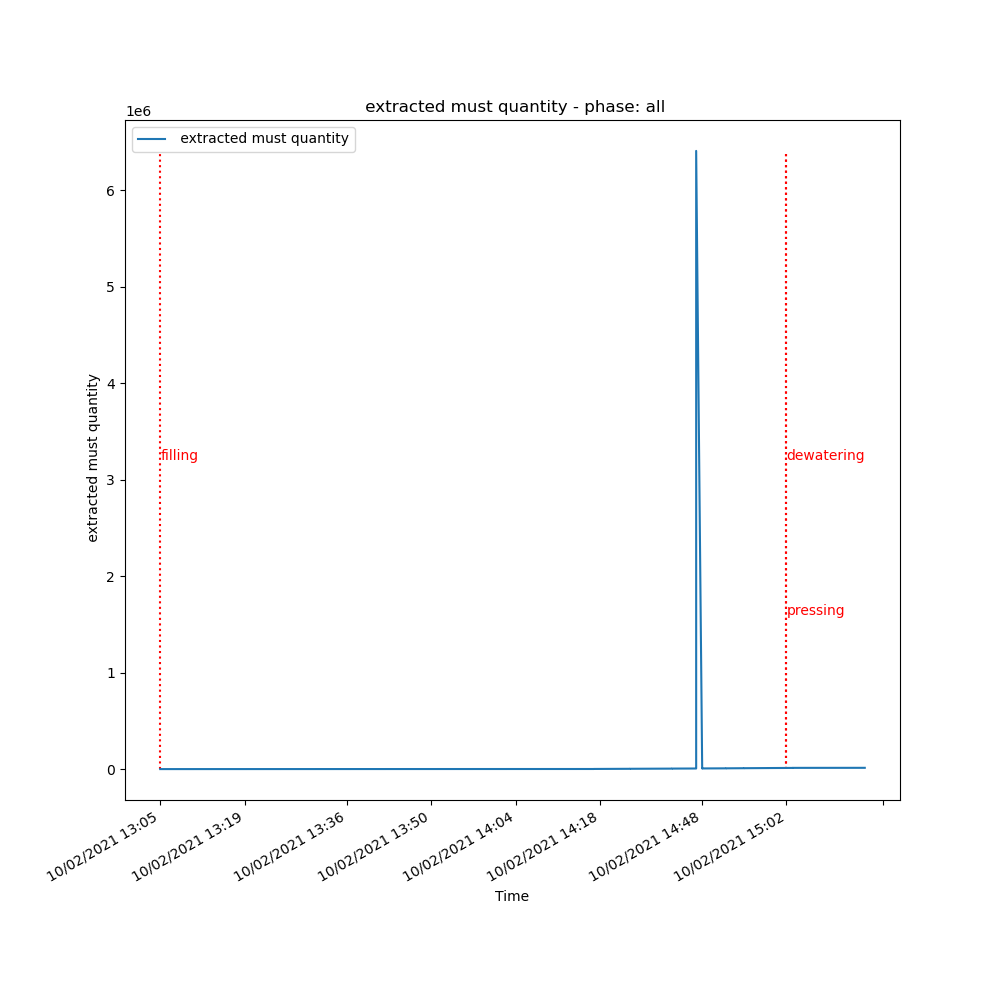 extracted must quantity - phase: all
1e6
extracted must quantity
6
5
4
3
2
1
0
extracted must quantity
filling
dewatering
pressing
10/02/2021 13:05
10/02/2021 13:19
10/02/2021 13:36
10/02/2021 13:50
10/02/2021 14:04
10/02/2021 14:18
10/02/2021 14:48
10/02/2021 15:02
Time